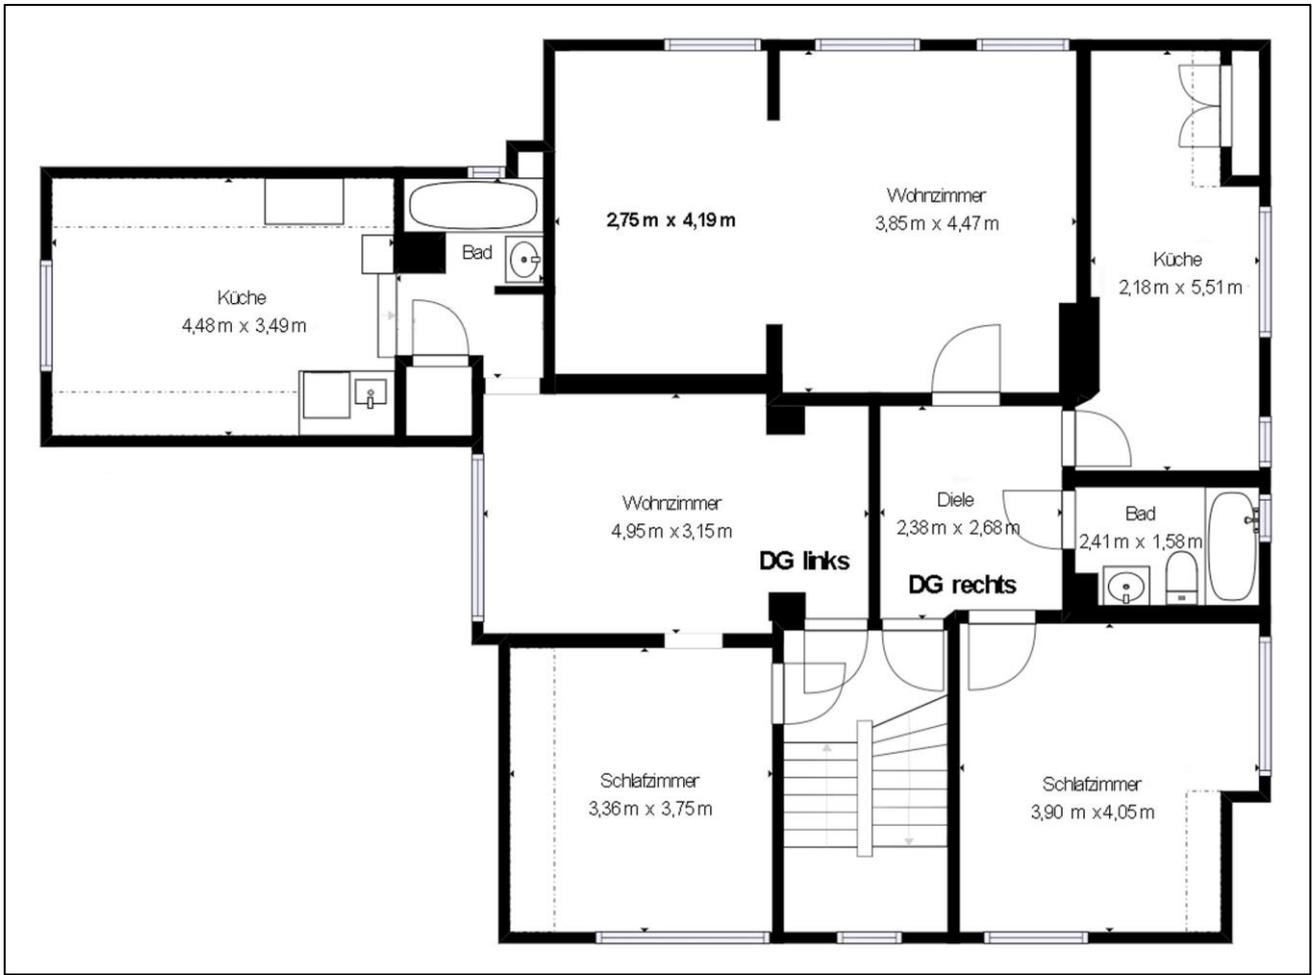 Wohnzimmer
3,85 m x 4,47 m
2,75 m x 4,19 m
Bad
Küche
2,18 m x 5,51 m
Küche
4,48 m x 3,49 m
Wohnzimmer
4,95 m x 3,15 m
DG links
Diele
2,38 m x 2,68 m
DG rechts
Bad
2,41 m x 1,58 m
Schlafzimmer
3,36 m x 3,75 m
Schlafzimmer
3,90 m x 4,05 m